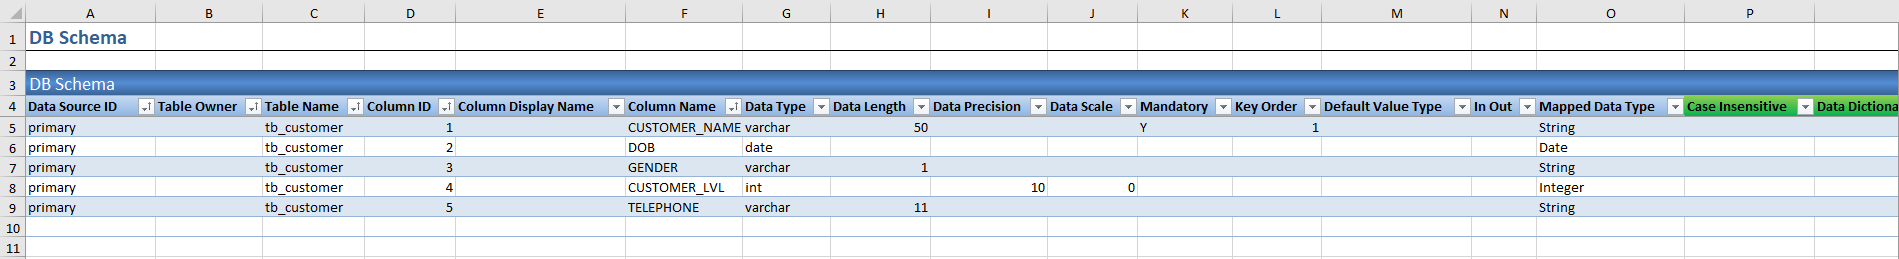 A B C D E F G H I J K L M N O P
1 DB Schema
2
3 DB Schema
4 Data Source ID Table Owner Table Name Column ID Column Display Name Column Name Data Type Data Length Data Precision Data Scale Mandatory Key Order Default Value Type In Out Mapped Data Type Case Insensitive Data Dictiona
5 primary tb_customer 1 CUSTOMER_NAME varchar 50 Y 1 String
6 primary tb_customer 2 DOB date Date
7 primary tb_customer 3 GENDER varchar 1 String
8 primary tb_customer 4 CUSTOMER_LVL int 10 0 Integer
9 primary tb_customer 5 TELEPHONE varchar 11 String
10
11